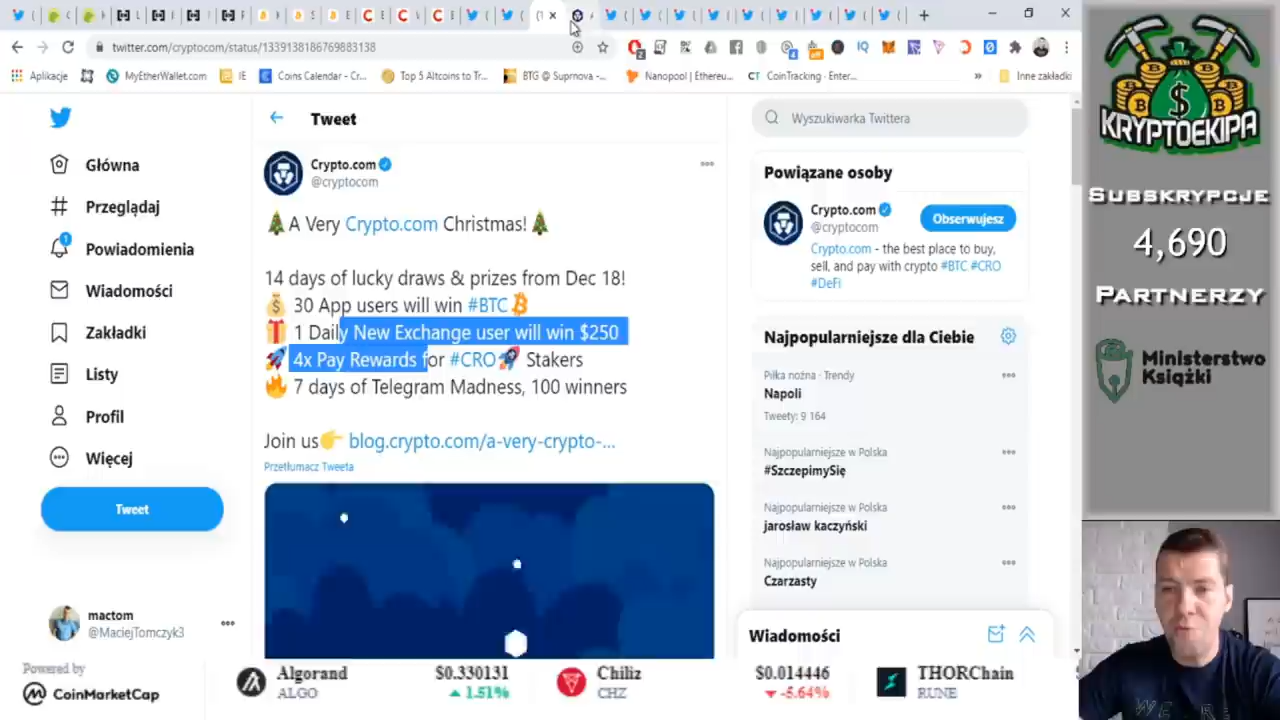 twitter.com/cryptocom/status/1339138186769883138
Aplikacje
MyEtherWallet.com
IE
Coins Calendar - Cr...
Top 5 Altcoins to Tr...
BTG @ Suprnova -...
Nanopool | Ethereu...
CT CoinTracking · Enter...
»
Inne zakładki
Główna
Przeglądaj
1
Powiadomienia
Wiadomości
Zakładki
Listy
Profil
Więcej
Tweet
mactom
@MaciejTomczyk3
Tweet
Crypto.com
@cryptocom
🎄A Very Crypto.com Christmas!🎄
14 days of lucky draws & prizes from Dec 18!
💰 30 App users will win #BTC
🎁 1 Daily New Exchange user will win $250
🚀 4x Pay Rewards for #CRO🚀 Stakers
🔥 7 days of Telegram Madness, 100 winners
Join us👉 blog.crypto.com/a-very-crypto-...
Przetłumacz Tweeta
Wyszukiwarka Twittera
Powiązane osoby
Crypto.com
@cryptocom
Obserwujesz
Crypto.com - the best place to buy,
sell, and pay with crypto #BTC #CRO
#DeFi
Najpopularniejsze dla Ciebie
Piłka nożna · Trendy
Napoli
Tweety: 9 164
Najpopularniejsze w Polska
#SzczepimySię
Najpopularniejsze w Polska
jarosław kaczyński
Najpopularniejsze w Polska
Czarzasty
Wiadomości
KRYPTOEKIPA
Subskrypcje
4,690
Partnerzy
Ministerstwo
Książki
Powered by
CoinMarketCap
Algorand
ALGO
$0.330131
▲ 1.51%
Chiliz
CHZ
$0.014446
▼ -5.64%
THORChain
RUNE